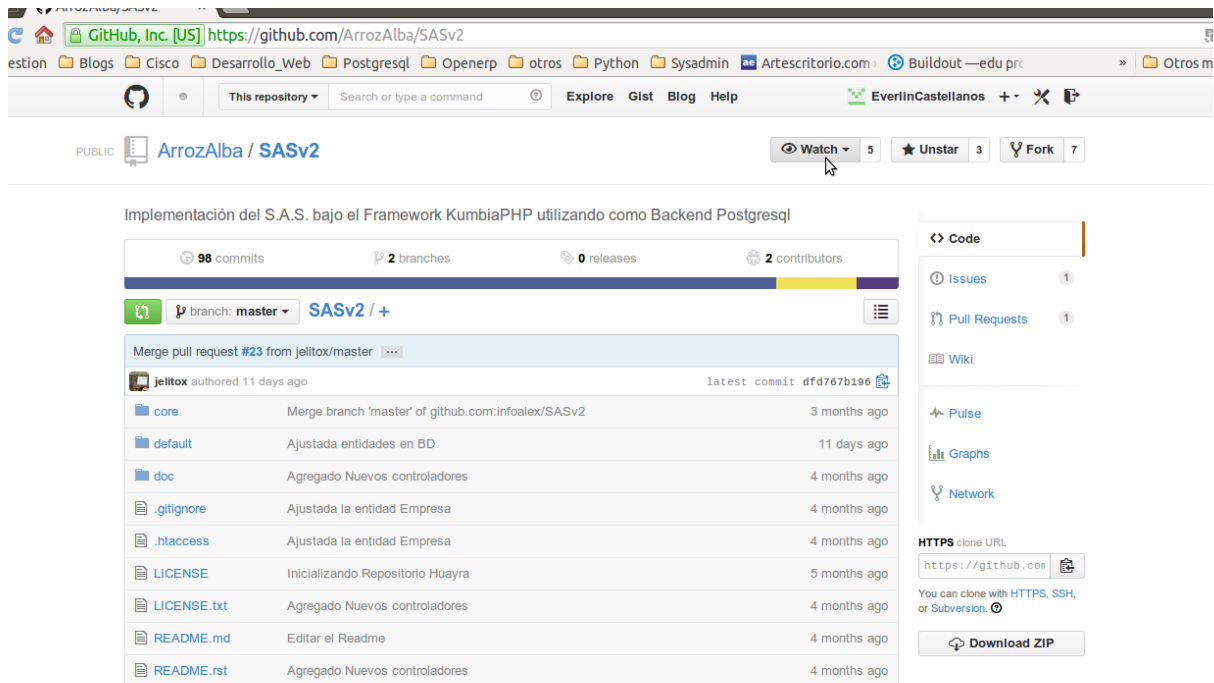 ArrozAlba/SASv2
GitHub, Inc. [US] https://github.com/ArrozAlba/SASv2
estion Blogs Cisco Desarrollo_Web Postgresql Openerp otros Python Sysadmin ae Artescritorio.com Buildout —edu pro » Otros m
This repository Search or type a command Explore Gist Blog Help EverlinCastellanos +
PUBLIC ArrozAlba / SASv2 Watch 5 Unstar 3 Fork 7
Implementación del S.A.S. bajo el Framework KumbiaPHP utilizando como Backend Postgresql
98 commits 2 branches 0 releases 2 contributors
branch: master SASv2 / +
Merge pull request #23 from jelitox/master ...
jelitox authored 11 days ago latest commit dfd767b196
core Merge branch 'master' of github.com:infoalex/SASv2 3 months ago
default Ajustada entidades en BD 11 days ago
doc Agregado Nuevos controladores 4 months ago
.gitignore Ajustada la entidad Empresa 4 months ago
.htaccess Ajustada la entidad Empresa 4 months ago
LICENSE Inicializando Repositorio Huayra 5 months ago
LICENSE.txt Agregado Nuevos controladores 4 months ago
README.md Editar el Readme 4 months ago
README.rst Agregado Nuevos controladores 4 months ago
<> Code
Issues 1
Pull Requests 1
Wiki
Pulse
Graphs
Network
HTTPS clone URL
https://github.com
You can clone with HTTPS, SSH,
or Subversion.
Download ZIP